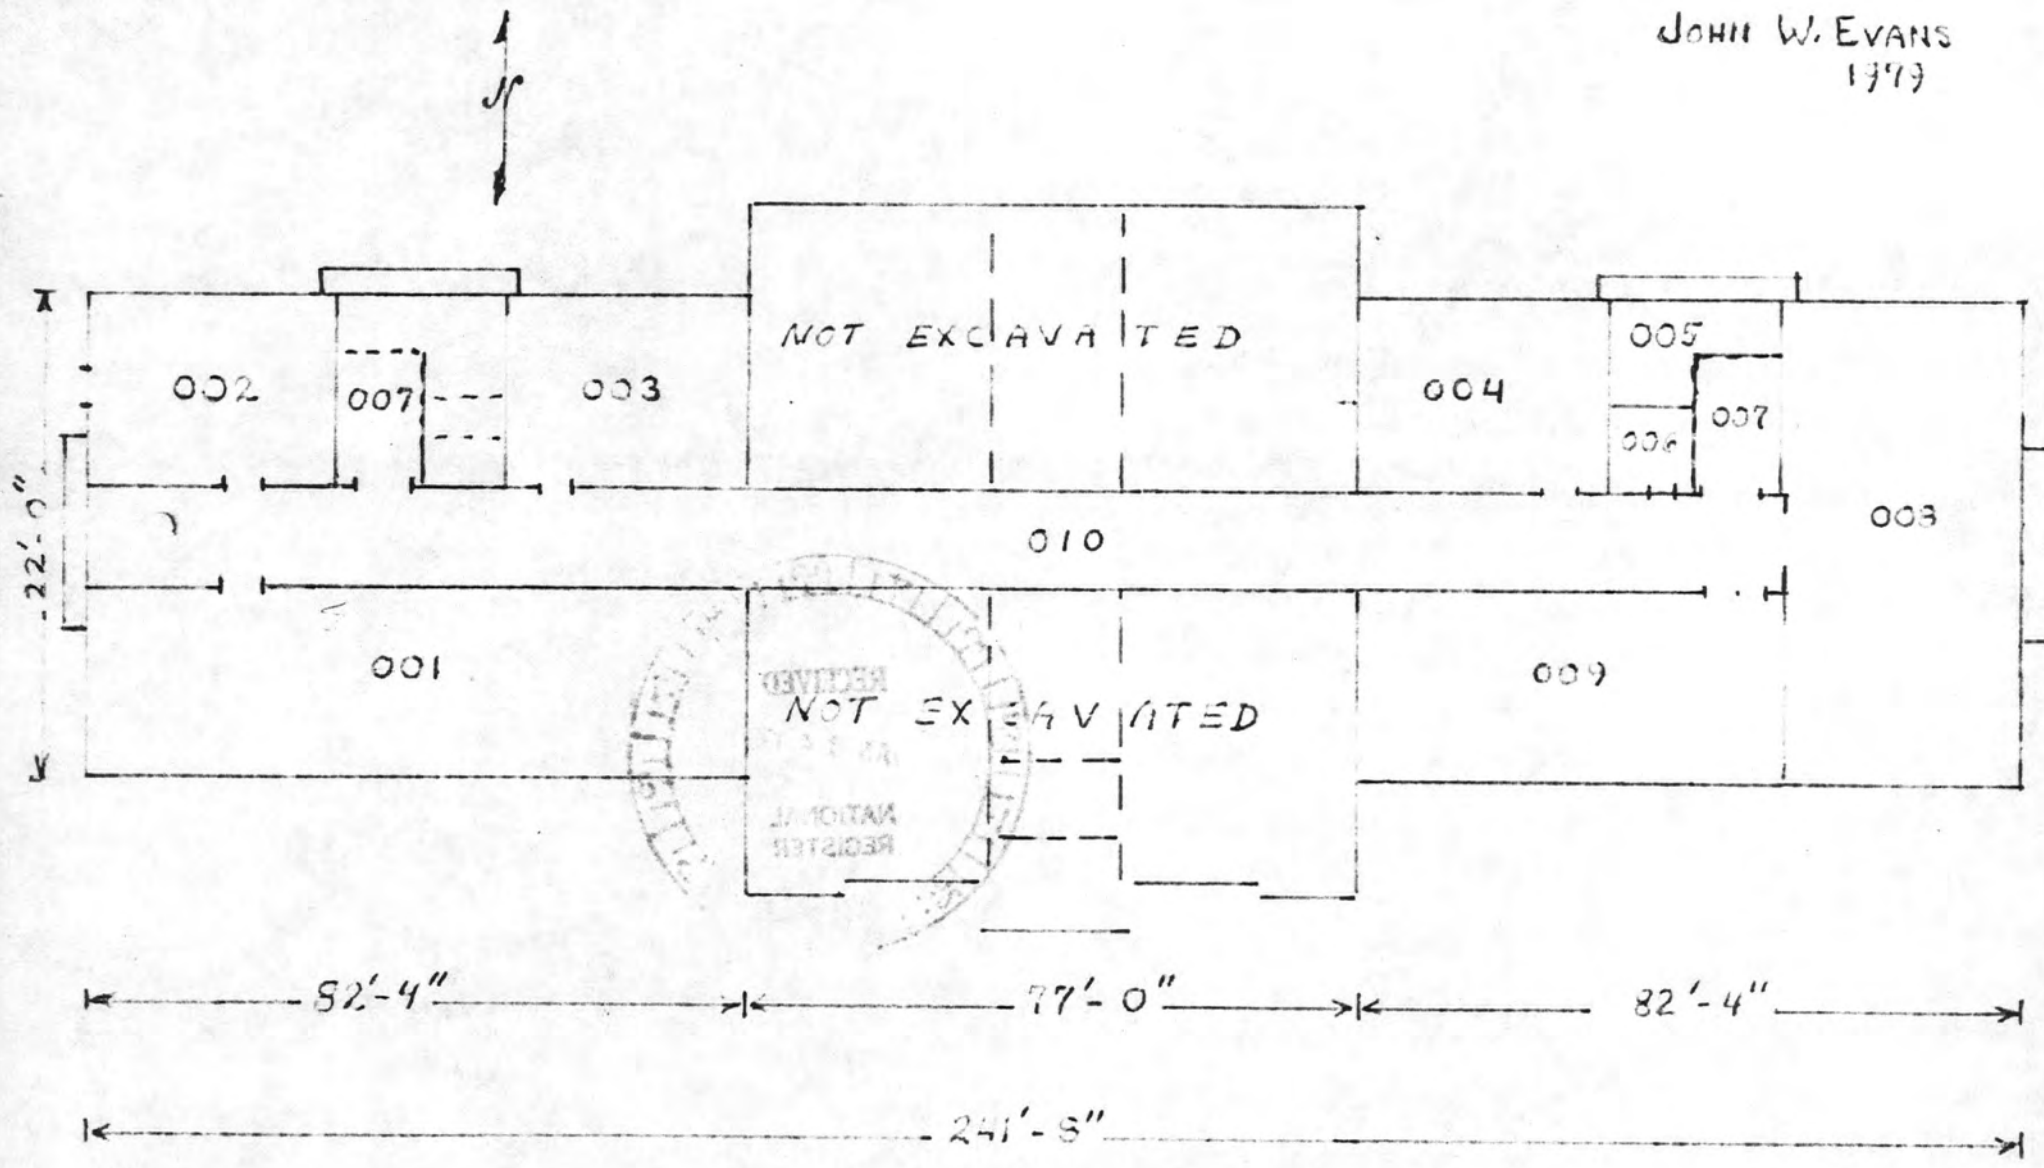 JOHN W. EVANS
1979
N
NOT EXCAVATED
002
007
003
004
005
006
007
008
22'-0"
010
001
009
RECEIVED
NOT EXCAVATED
NATIONAL
REGISTER
82'-4"
77'-0"
82'-4"
241'-8"